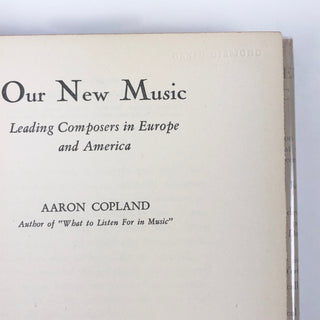 Our New Music
Leading Composers in Europe
and America
AARON COPLAND
Author of "What to Listen For in Music"